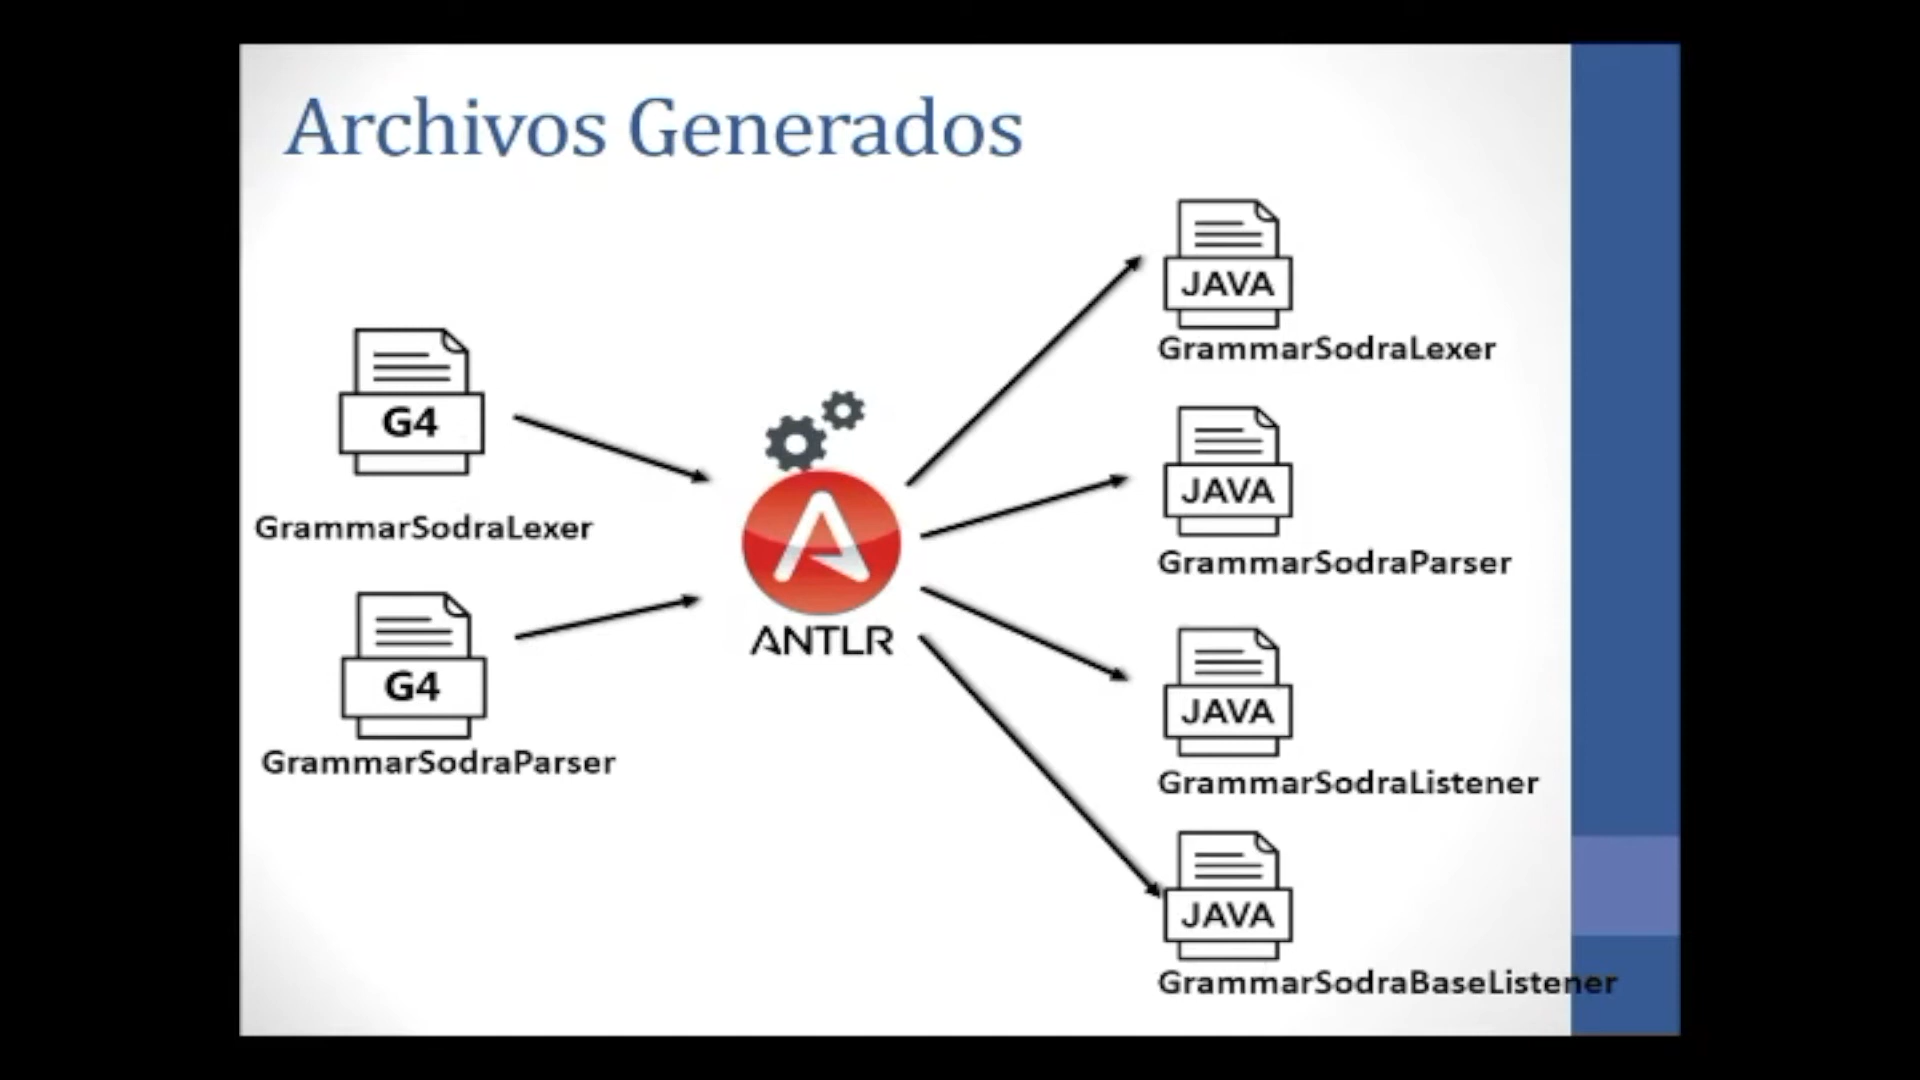 Archivos Generados
G4
GrammarSodraLexer
G4
GrammarSodraParser
ANTLR
JAVA
GrammarSodraLexer
JAVA
GrammarSodraParser
JAVA
GrammarSodraListener
JAVA
GrammarSodraBaseListener